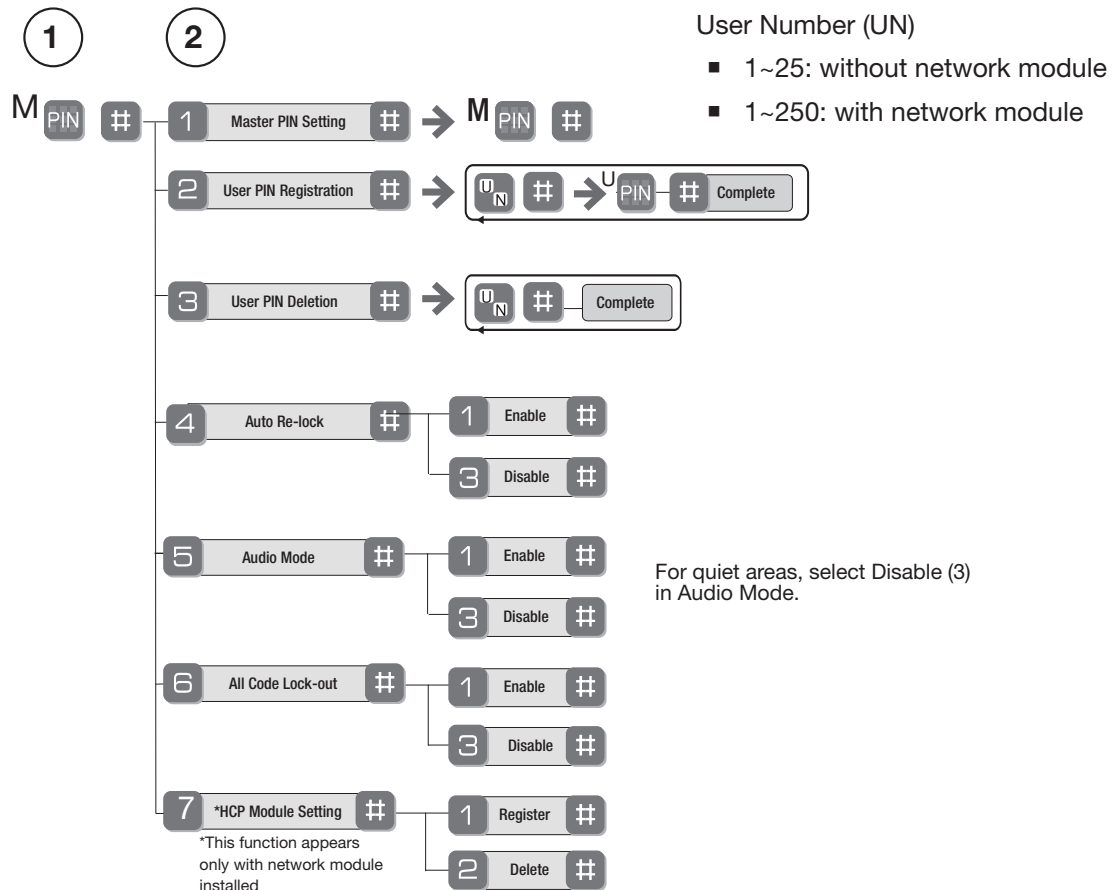 1 2
User Number (UN)
■ 1~25: without network module
■ 1~250: with network module
M PIN # 1 Master PIN Setting # M PIN #
2 User PIN Registration # UN # U PIN # Complete
3 User PIN Deletion # UN # Complete
4 Auto Re-lock # 1 Enable #
3 Disable #
5 Audio Mode # 1 Enable #
3 Disable #
For quiet areas, select Disable (3)
in Audio Mode.
6 All Code Lock-out # 1 Enable #
3 Disable #
7 *HCP Module Setting # 1 Register #
2 Delete #
*This function appears
only with network module
installed